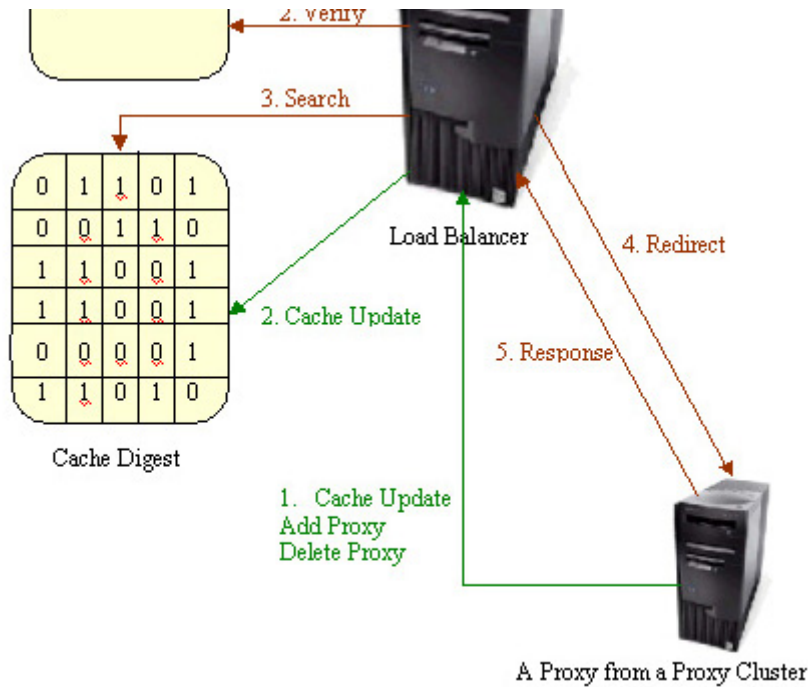 2. Verify
3. Search
0 1 1 0 1
0 0 1 1 0
1 1 0 0 1
1 1 0 0 1
0 0 0 0 1
1 1 0 1 0
Cache Digest
Load Balancer
2. Cache Update
4. Redirect
5. Response
1. Cache Update
Add Proxy
Delete Proxy
A Proxy from a Proxy Cluster